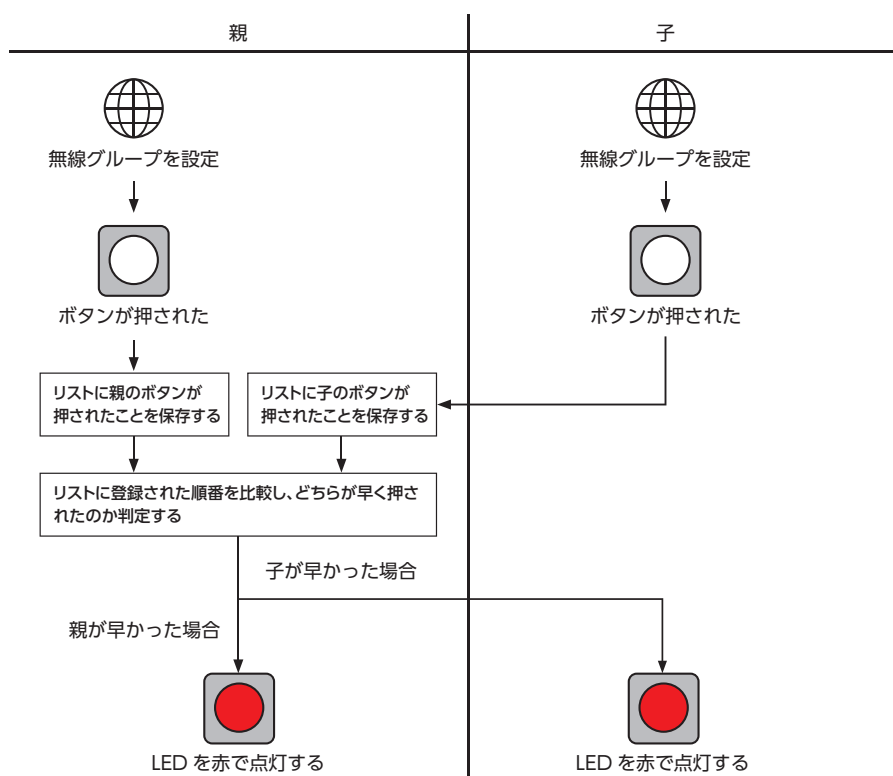 親
子
無線グループを設定
無線グループを設定
ボタンが押された
ボタンが押された
リストに親のボタンが
押されたことを保存する
リストに子のボタンが
押されたことを保存する
リストに登録された順番を比較し、どちらが早く押さ
れたのか判定する
子が早かった場合
親が早かった場合
LED を赤で点灯する
LED を赤で点灯する